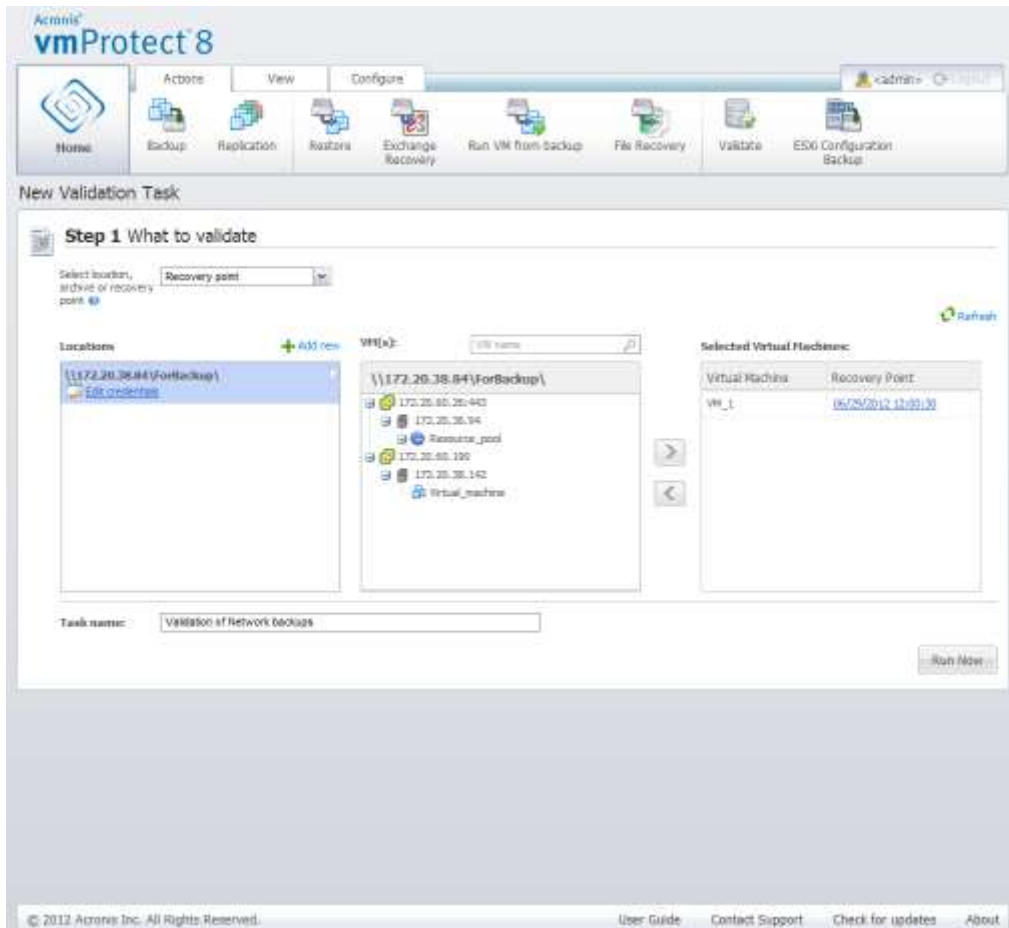 Acronis®
vmProtect 8
Actions View Configure
<admin>
Home
Backup
Replication
Restore
Exchange Recovery
Run VM from backup
File Recovery
Validate
ESXi Configuration Backup
New Validation Task
Step 1 What to validate
Select location, archive or recovery point
Recovery point
Refresh
Locations
Add new
\\172.20.38.84\ForBackup\
Edit credentials
VM(s):
VM name
\\172.20.38.84\ForBackup\
Resource_pool
Virtual_machine
Selected Virtual Machines:
Virtual Machine Recovery Point
VM_1 06/29/2012 12:00:30
Task name: Validation of Network backups
Run Now
© 2012 Acronis Inc. All Rights Reserved.
User Guide Contact Support Check for updates About